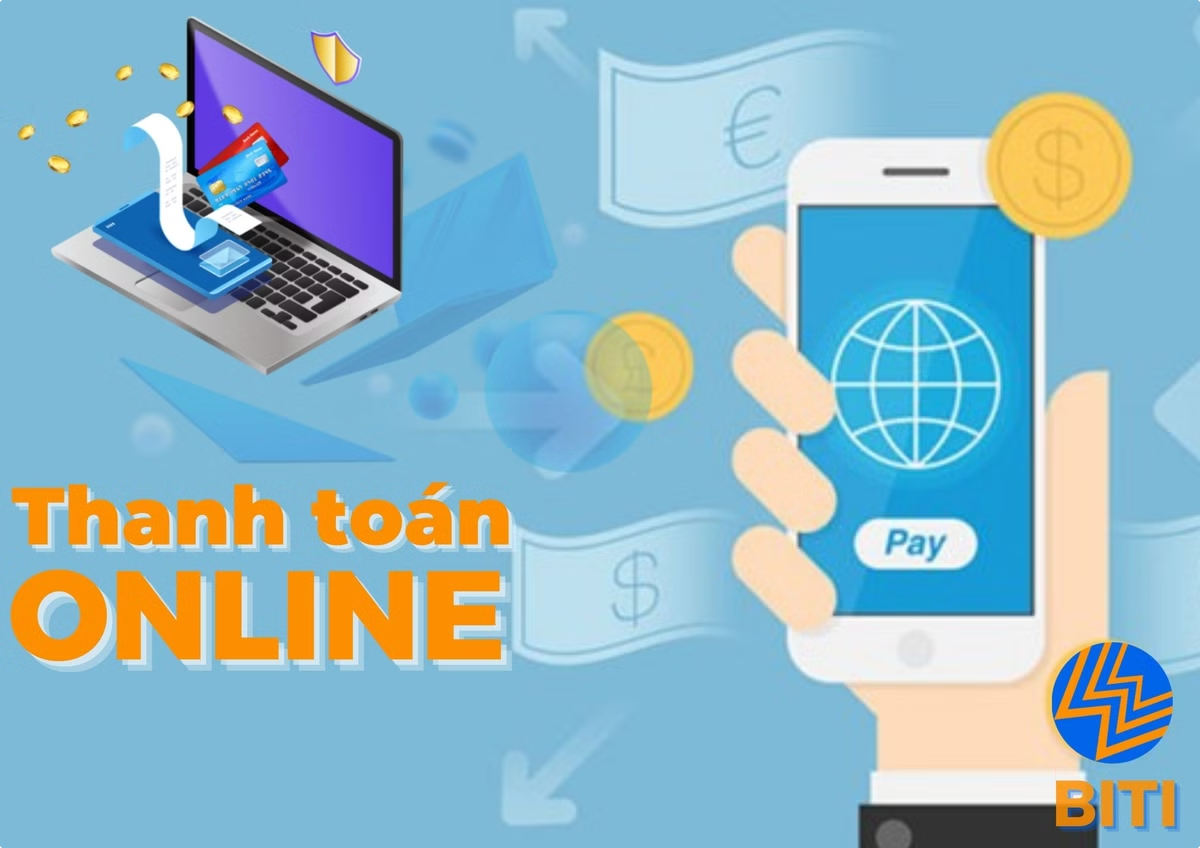 Thanh toán
ONLINE
€
$
£
Pay
$
BITI